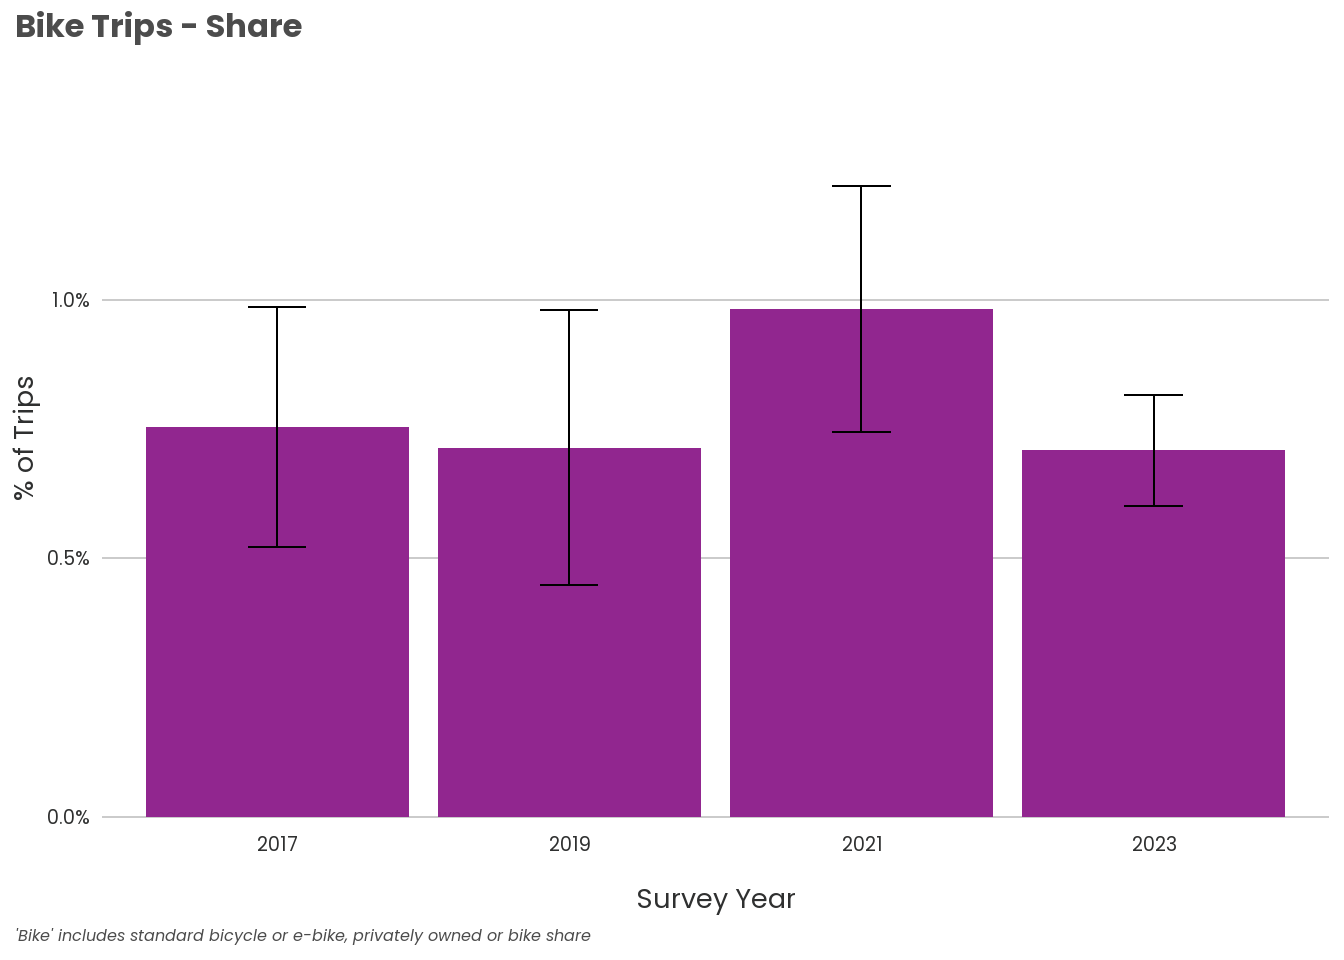 Bike Trips - Share
% of Trips
1.0%
0.5%
0.0%
2017 2019 2021 2023
Survey Year
'Bike' includes standard bicycle or e-bike, privately owned or bike share